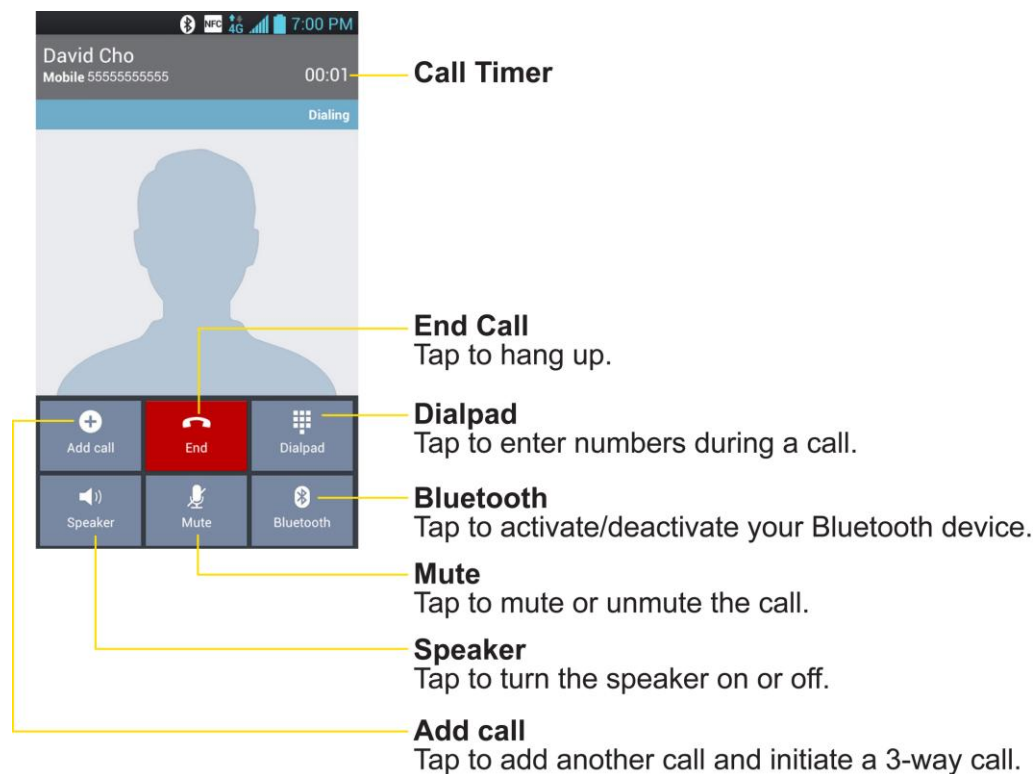 NFC 4G 7:00 PM
David Cho
Mobile 55555555555 00:01
Call Timer
Dialing
End Call
Tap to hang up.
Add call End Dialpad
Dialpad
Tap to enter numbers during a call.
Speaker Mute Bluetooth
Bluetooth
Tap to activate/deactivate your Bluetooth device.
Mute
Tap to mute or unmute the call.
Speaker
Tap to turn the speaker on or off.
Add call
Tap to add another call and initiate a 3-way call.